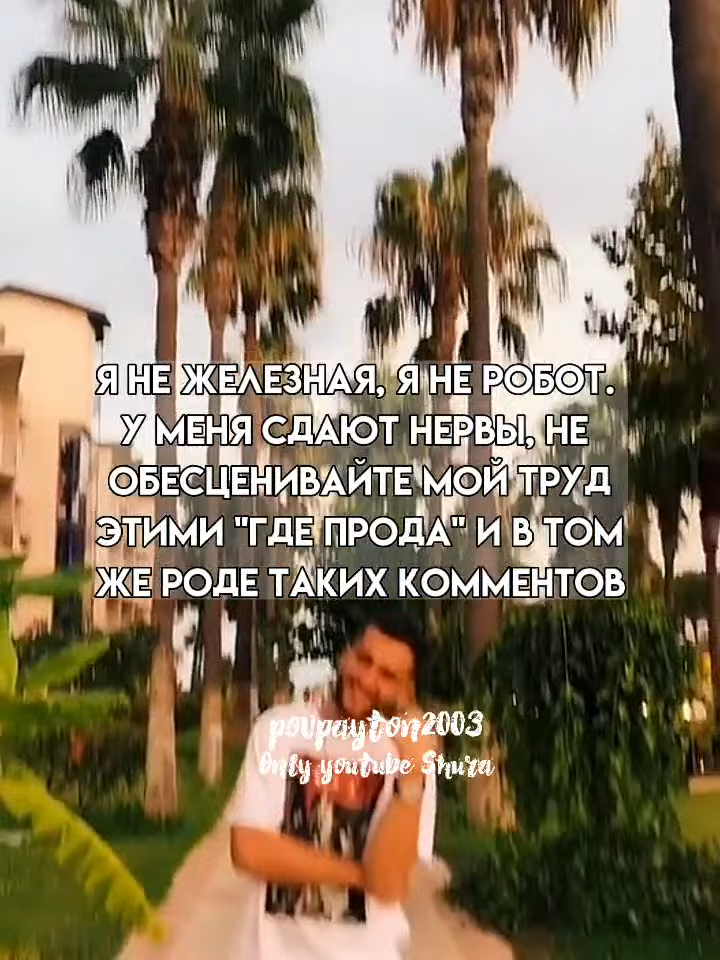 Я НЕ ЖЕЛЕЗНАЯ, Я НЕ РОБОТ.
У МЕНЯ СДАЮТ НЕРВЫ, НЕ
ОБЕСЦЕНИВАЙТЕ МОЙ ТРУД
ЭТИМИ "ГДЕ ПРОДА" И В ТОМ
ЖЕ РОДЕ ТАКИХ КОММЕНТОВ
povpayton2003
Only youtube Shura